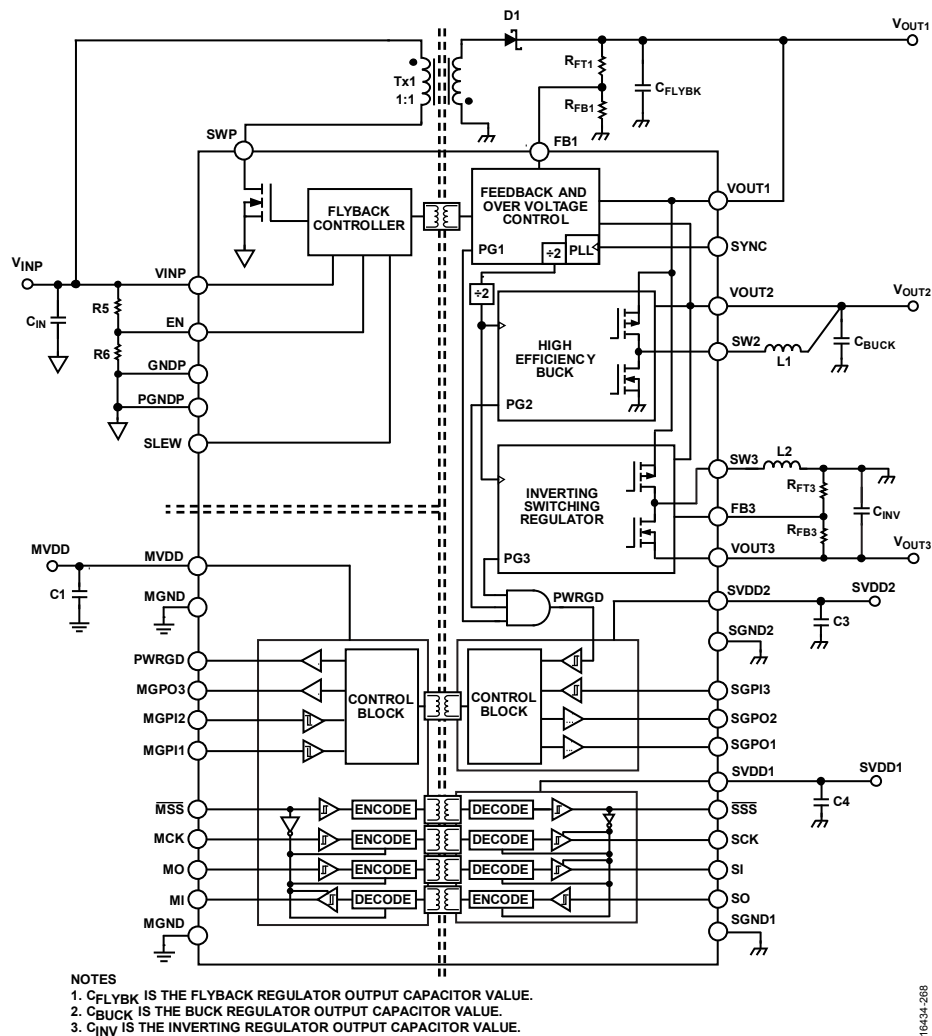 D1
VOUT1
RFT1
Tx1
1:1
CFLYBK
RFB1
SWP
FB1
FLYBACK
CONTROLLER
FEEDBACK AND
OVER VOLTAGE
CONTROL
VOUT1
PG1
÷2
PLL
SYNC
VINP
VINP
÷2
VOUT2
VOUT2
R5
CIN
EN
HIGH
EFFICIENCY
BUCK
SW2
L1
CBUCK
R6
GNDP
PGNDP
PG2
SLEW
SW3
L2
INVERTING
SWITCHING
REGULATOR
RFT3
FB3
CINV
RFB3
MVDD
MVDD
VOUT3
VOUT3
PG3
C1
MGND
PWRGD
SVDD2
SVDD2
C3
SGND2
PWRGD
MGPO3
MGPI2
MGPI1
CONTROL
BLOCK
CONTROL
BLOCK
SGPI3
SGPO2
SGPO1
SVDD1
SVDD1
C4
MSS
ENCODE
DECODE
SSS
MCK
ENCODE
DECODE
SCK
MO
ENCODE
DECODE
SI
MI
DECODE
ENCODE
SO
MGND
SGND1
NOTES
1. CFLYBK IS THE FLYBACK REGULATOR OUTPUT CAPACITOR VALUE.
2. CBUCK IS THE BUCK REGULATOR OUTPUT CAPACITOR VALUE.
3. CINV IS THE INVERTING REGULATOR OUTPUT CAPACITOR VALUE.
16434-268